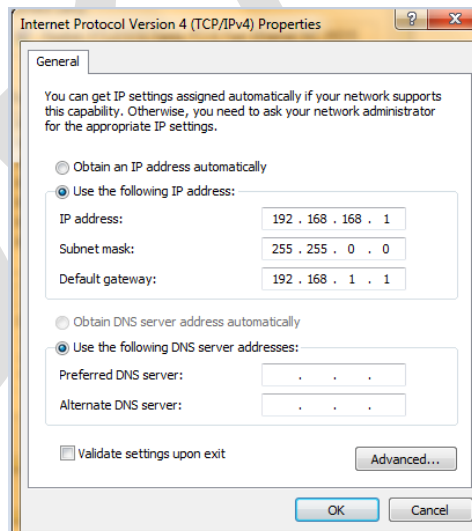 Internet Protocol Version 4 (TCP/IPv4) Properties
General
You can get IP settings assigned automatically if your network supports
this capability. Otherwise, you need to ask your network administrator
for the appropriate IP settings.
Obtain an IP address automatically
Use the following IP address:
IP address: 192 . 168 . 168 . 1
Subnet mask: 255 . 255 . 0 . 0
Default gateway: 192 . 168 . 1 . 1
Obtain DNS server address automatically
Use the following DNS server addresses:
Preferred DNS server: . . .
Alternate DNS server: . . .
Validate settings upon exit
Advanced...
OK Cancel